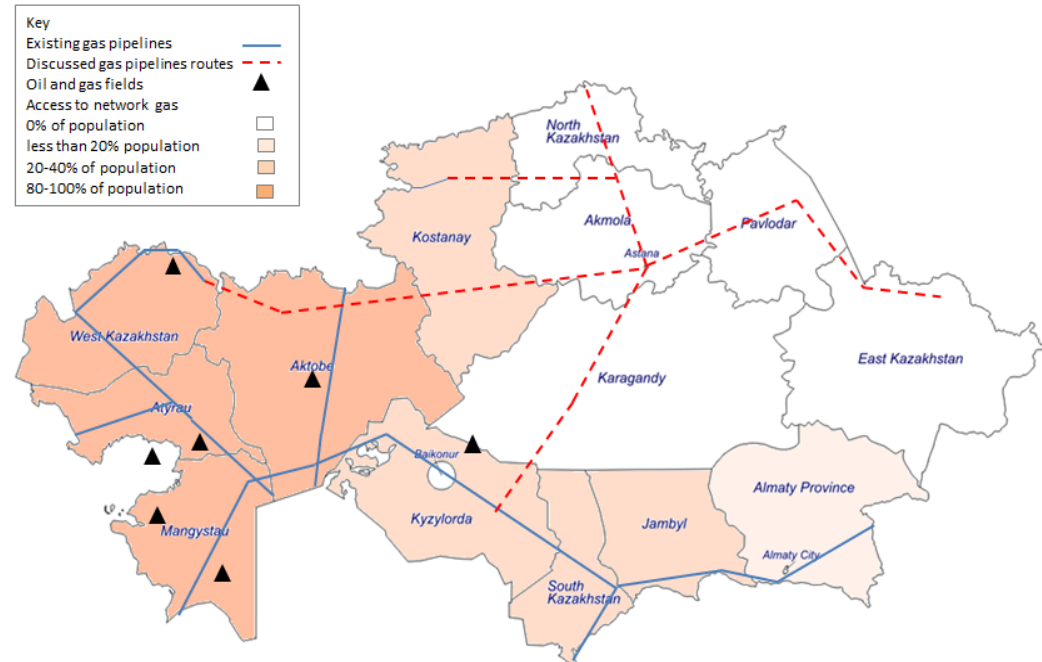 Key
Existing gas pipelines
Discussed gas pipelines routes
Oil and gas fields
Access to network gas
0% of population
less than 20% population
20-40% of population
80-100% of population
North
Kazakhstan
Akmola
Pavlodar
Kostanay
Astana
West Kazakhstan
Aktobe
Karagandy
East Kazakhstan
Atyrau
Baikonur
Almaty Province
Kyzylorda
Jambyl
Mangystau
Almaty City
South
Kazakhstan